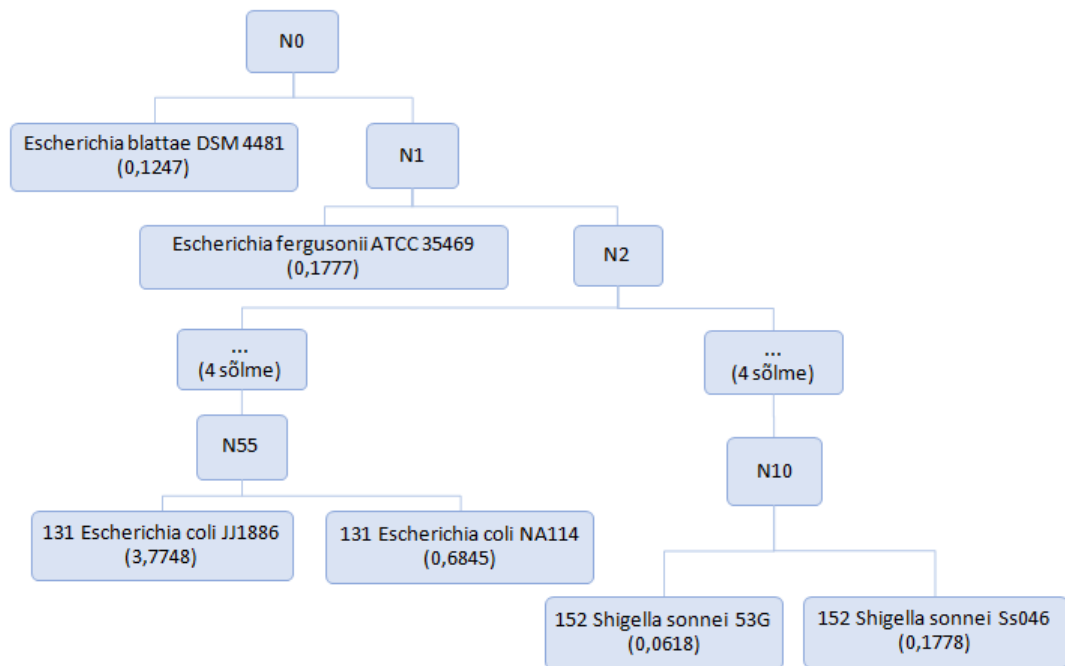 N0
Escherichia blattae DSM 4481
(0,1247)
N1
Escherichia fergusonii ATCC 35469
(0,1777)
N2
...
(4 sõlme)
...
(4 sõlme)
N55
N10
131 Escherichia coli JJ1886
(3,7748)
131 Escherichia coli NA114
(0,6845)
152 Shigella sonnei 53G
(0,0618)
152 Shigella sonnei Ss046
(0,1778)